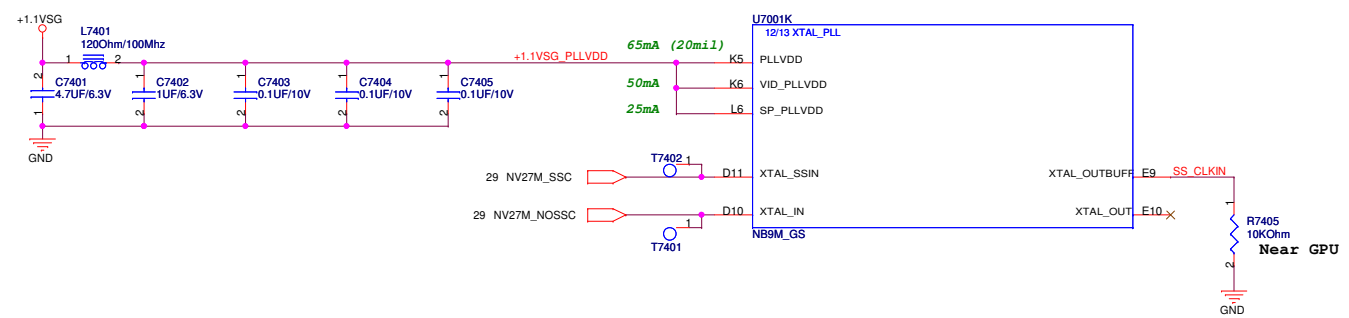 +1.1VSG
L7401
120Ohm/100Mhz
1 2
2 C7401
4.7UF/6.3V
1
1 C7402
1UF/6.3V
2
1 C7403
0.1UF/10V
2
1 C7404
0.1UF/10V
2
1 C7405
0.1UF/10V
2
GND
+1.1VSG_PLLVDD
65mA (20mil)
50mA
25mA
U7001K
12/13 XTAL_PLL
K5 PLLVDD
K6 VID_PLLVDD
L6 SP_PLLVDD
T7402 1
29 NV27M_SSC
D11 XTAL_SSIN
29 NV27M_NOSSC
D10 XTAL_IN
1
T7401
XTAL_OUTBUFF E9 SS_CLKIN
XTAL_OUT E10
NB9M_GS
1
R7405
10KOhm
Near GPU
2
GND